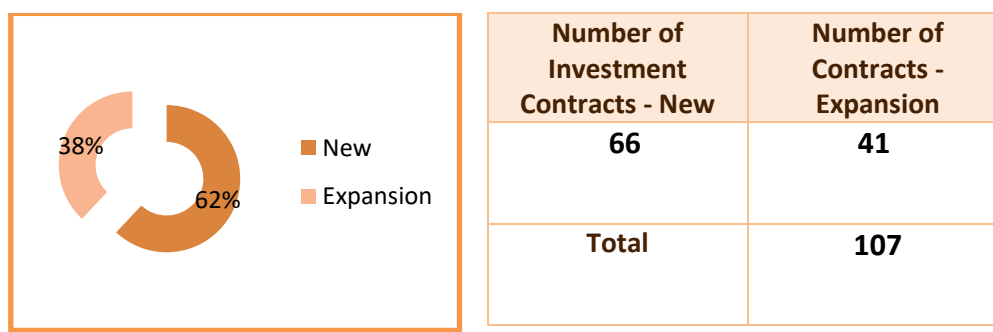 38%
62%
New
Expansion
Number of
Investment
Contracts - New
Number of
Contracts -
Expansion
66
41
Total
107